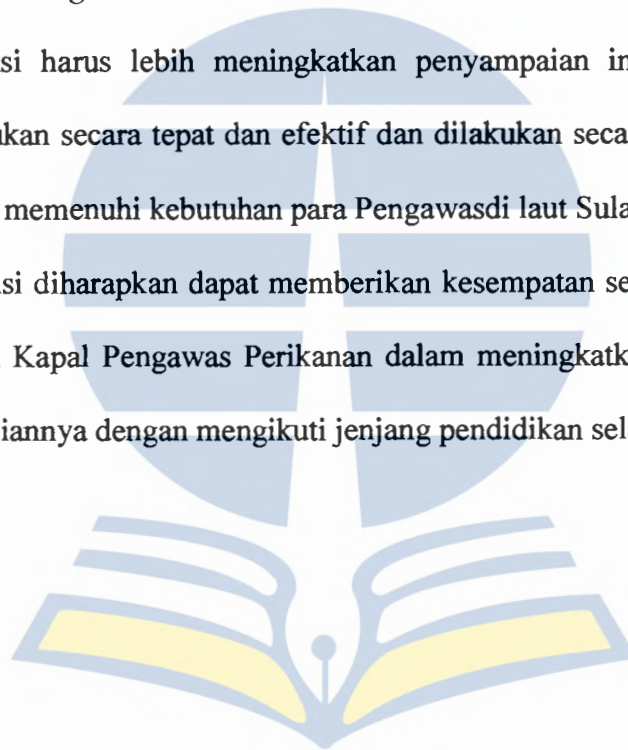 si harus lebih meningkatkan penyampaian in
kan secara tepat dan efektif dan dilakukan seca
memenuhi kebutuhan para Pengawasdi laut Sula
si diharapkan dapat memberikan kesempatan se
Kapal Pengawas Perikanan dalam meningkatk
iannya dengan mengikuti jenjang pendidikan sel